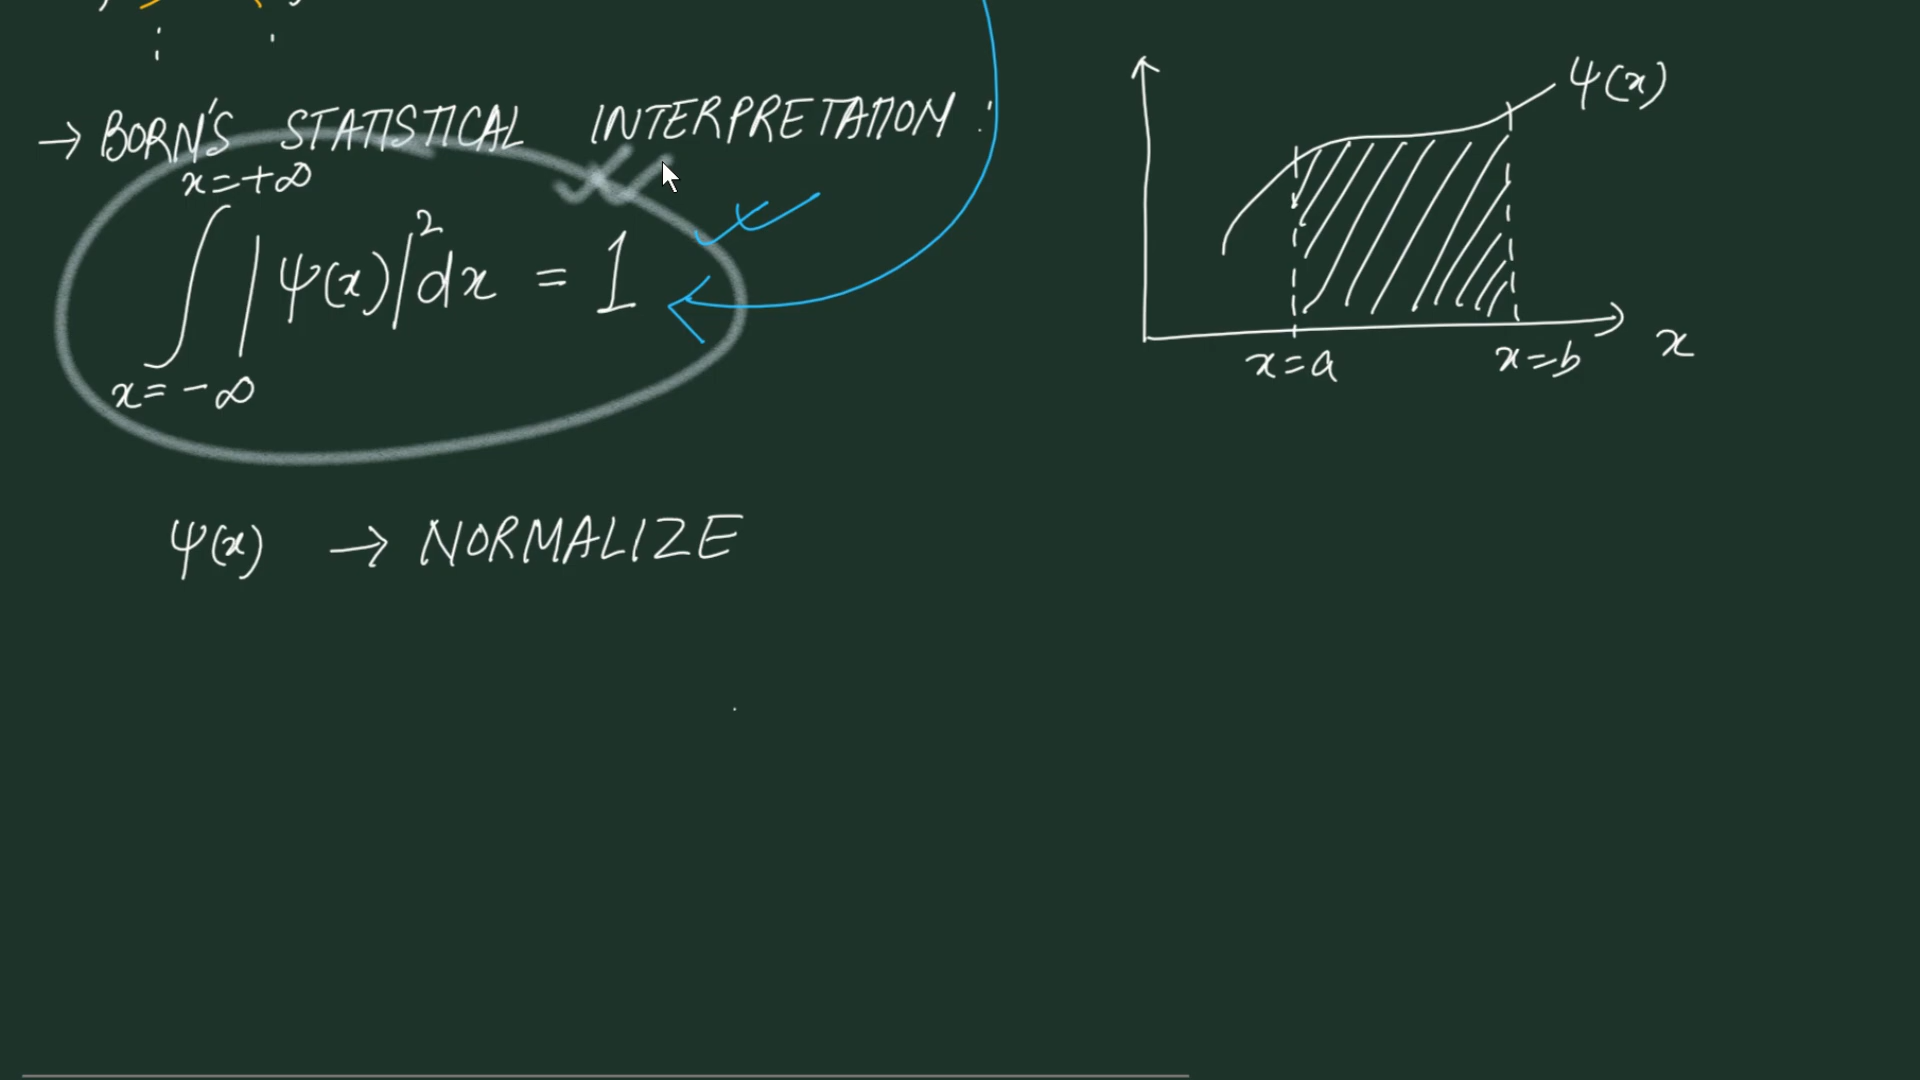 → BORN'S STATISTICAL INTERPRETATION :
x=+∞
∫ |ψ(x)|² dx = 1
x=-∞
ψ(x) → NORMALIZE
ψ(x)
x=a
x=b
x